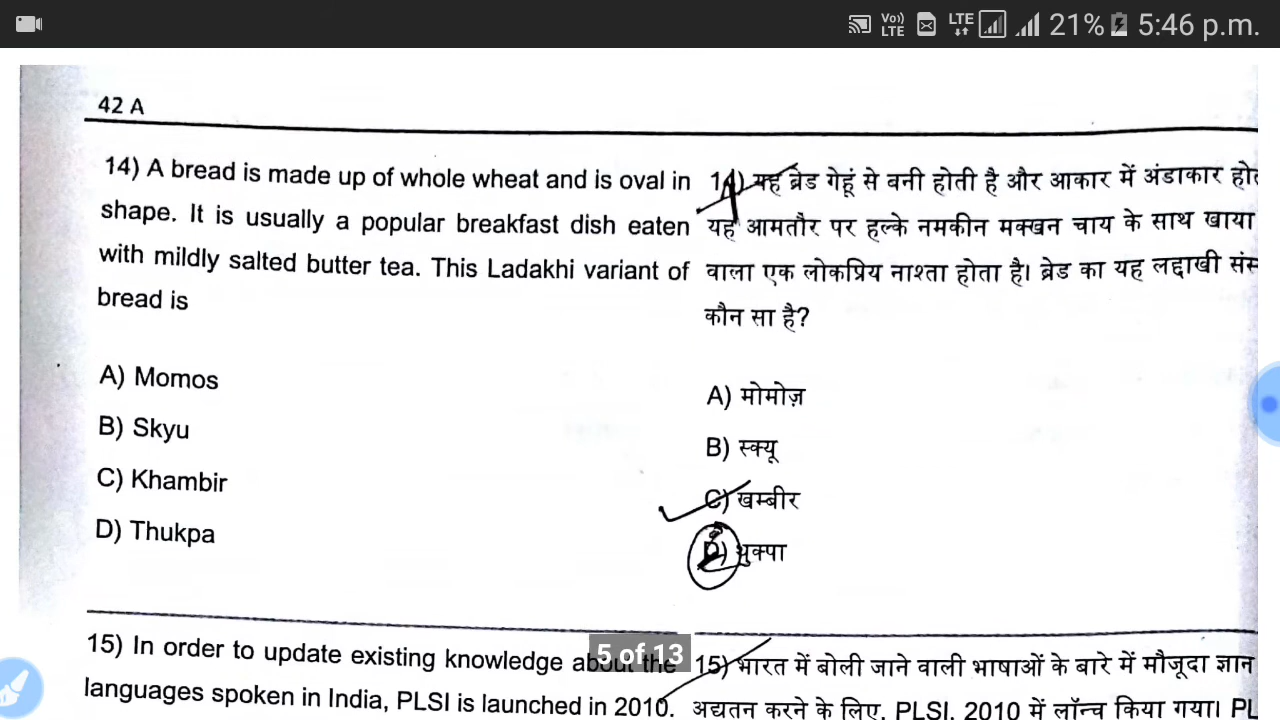 Vo)) LTE LTE 21% 5:46 p.m.
42 A
14) A bread is made up of whole wheat and is oval in
shape. It is usually a popular breakfast dish eaten
with mildly salted butter tea. This Ladakhi variant of
bread is
A) Momos
B) Skyu
C) Khambir
D) Thukpa
14) यह ब्रेड गेहूं से बनी होती है और आकार में अंडाकार
यह आमतौर पर हल्के नमकीन मक्खन चाय के साथ खाया
वाला एक लोकप्रिय नाश्ता होता है। ब्रेड का यह लद्दाखी
कौन सा है?
A) मोमोज़
B) स्क्यू
C) खम्बीर
D) थुक्पा
15) In order to update existing knowledge about the
languages spoken in India, PLSI is launched in 2010.
5 of 13
15) भारत में बोली जाने वाली भाषाओं के बारे में मौजूदा ज्ञान
अद्यतन करने के लिए, PLSI, 2010 में लॉन्च किया गया।